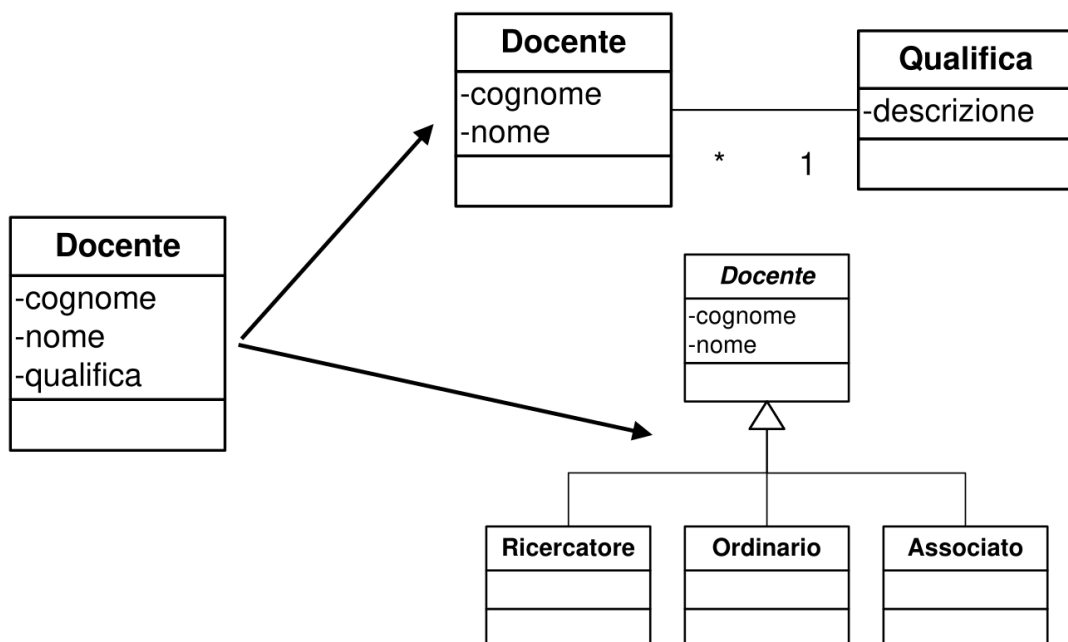 Docente
-cognome
-nome
-qualifica
Docente
-cognome
-nome
* 1
Qualifica
-descrizione
Docente
-cognome
-nome
Ricercatore
Ordinario
Associato